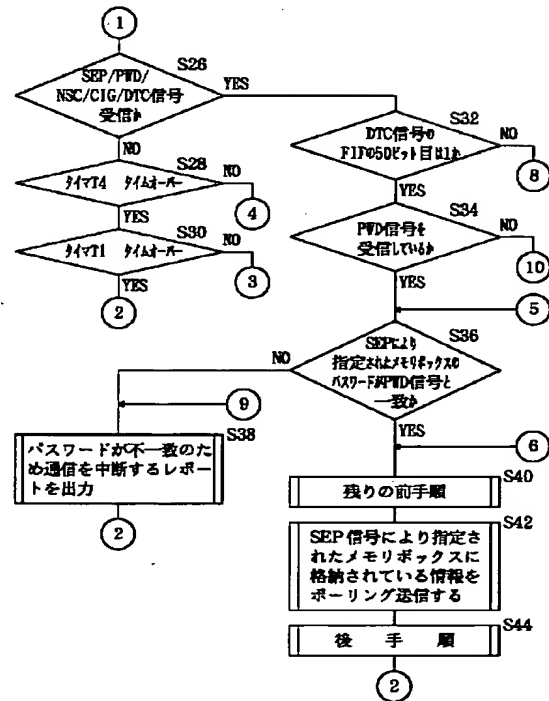 1
S26
SEP/PWD/
NSC/CIG/DTC信号
受信か
YES
NO
S28
タイマT4 タイムオーバー
NO
4
YES
S30
タイマT1 タイムオーバー
NO
3
YES
2
S32
DTC信号の
FIFの50ビット目は1か
NO
8
YES
S34
PWD信号を
受信しているか
NO
10
YES
5
S36
SEPにより
指定されたメモリボックスの
パスワードがPWD信号と
一致か
NO
YES
9
S38
パスワードが不一致のた
め通信を中断するレポー
トを出力
2
6
S40
残りの前手順
S42
SEP信号により指定さ
れたメモリボックスに
格納されている情報を
ポーリング送信する
S44
後手順
2